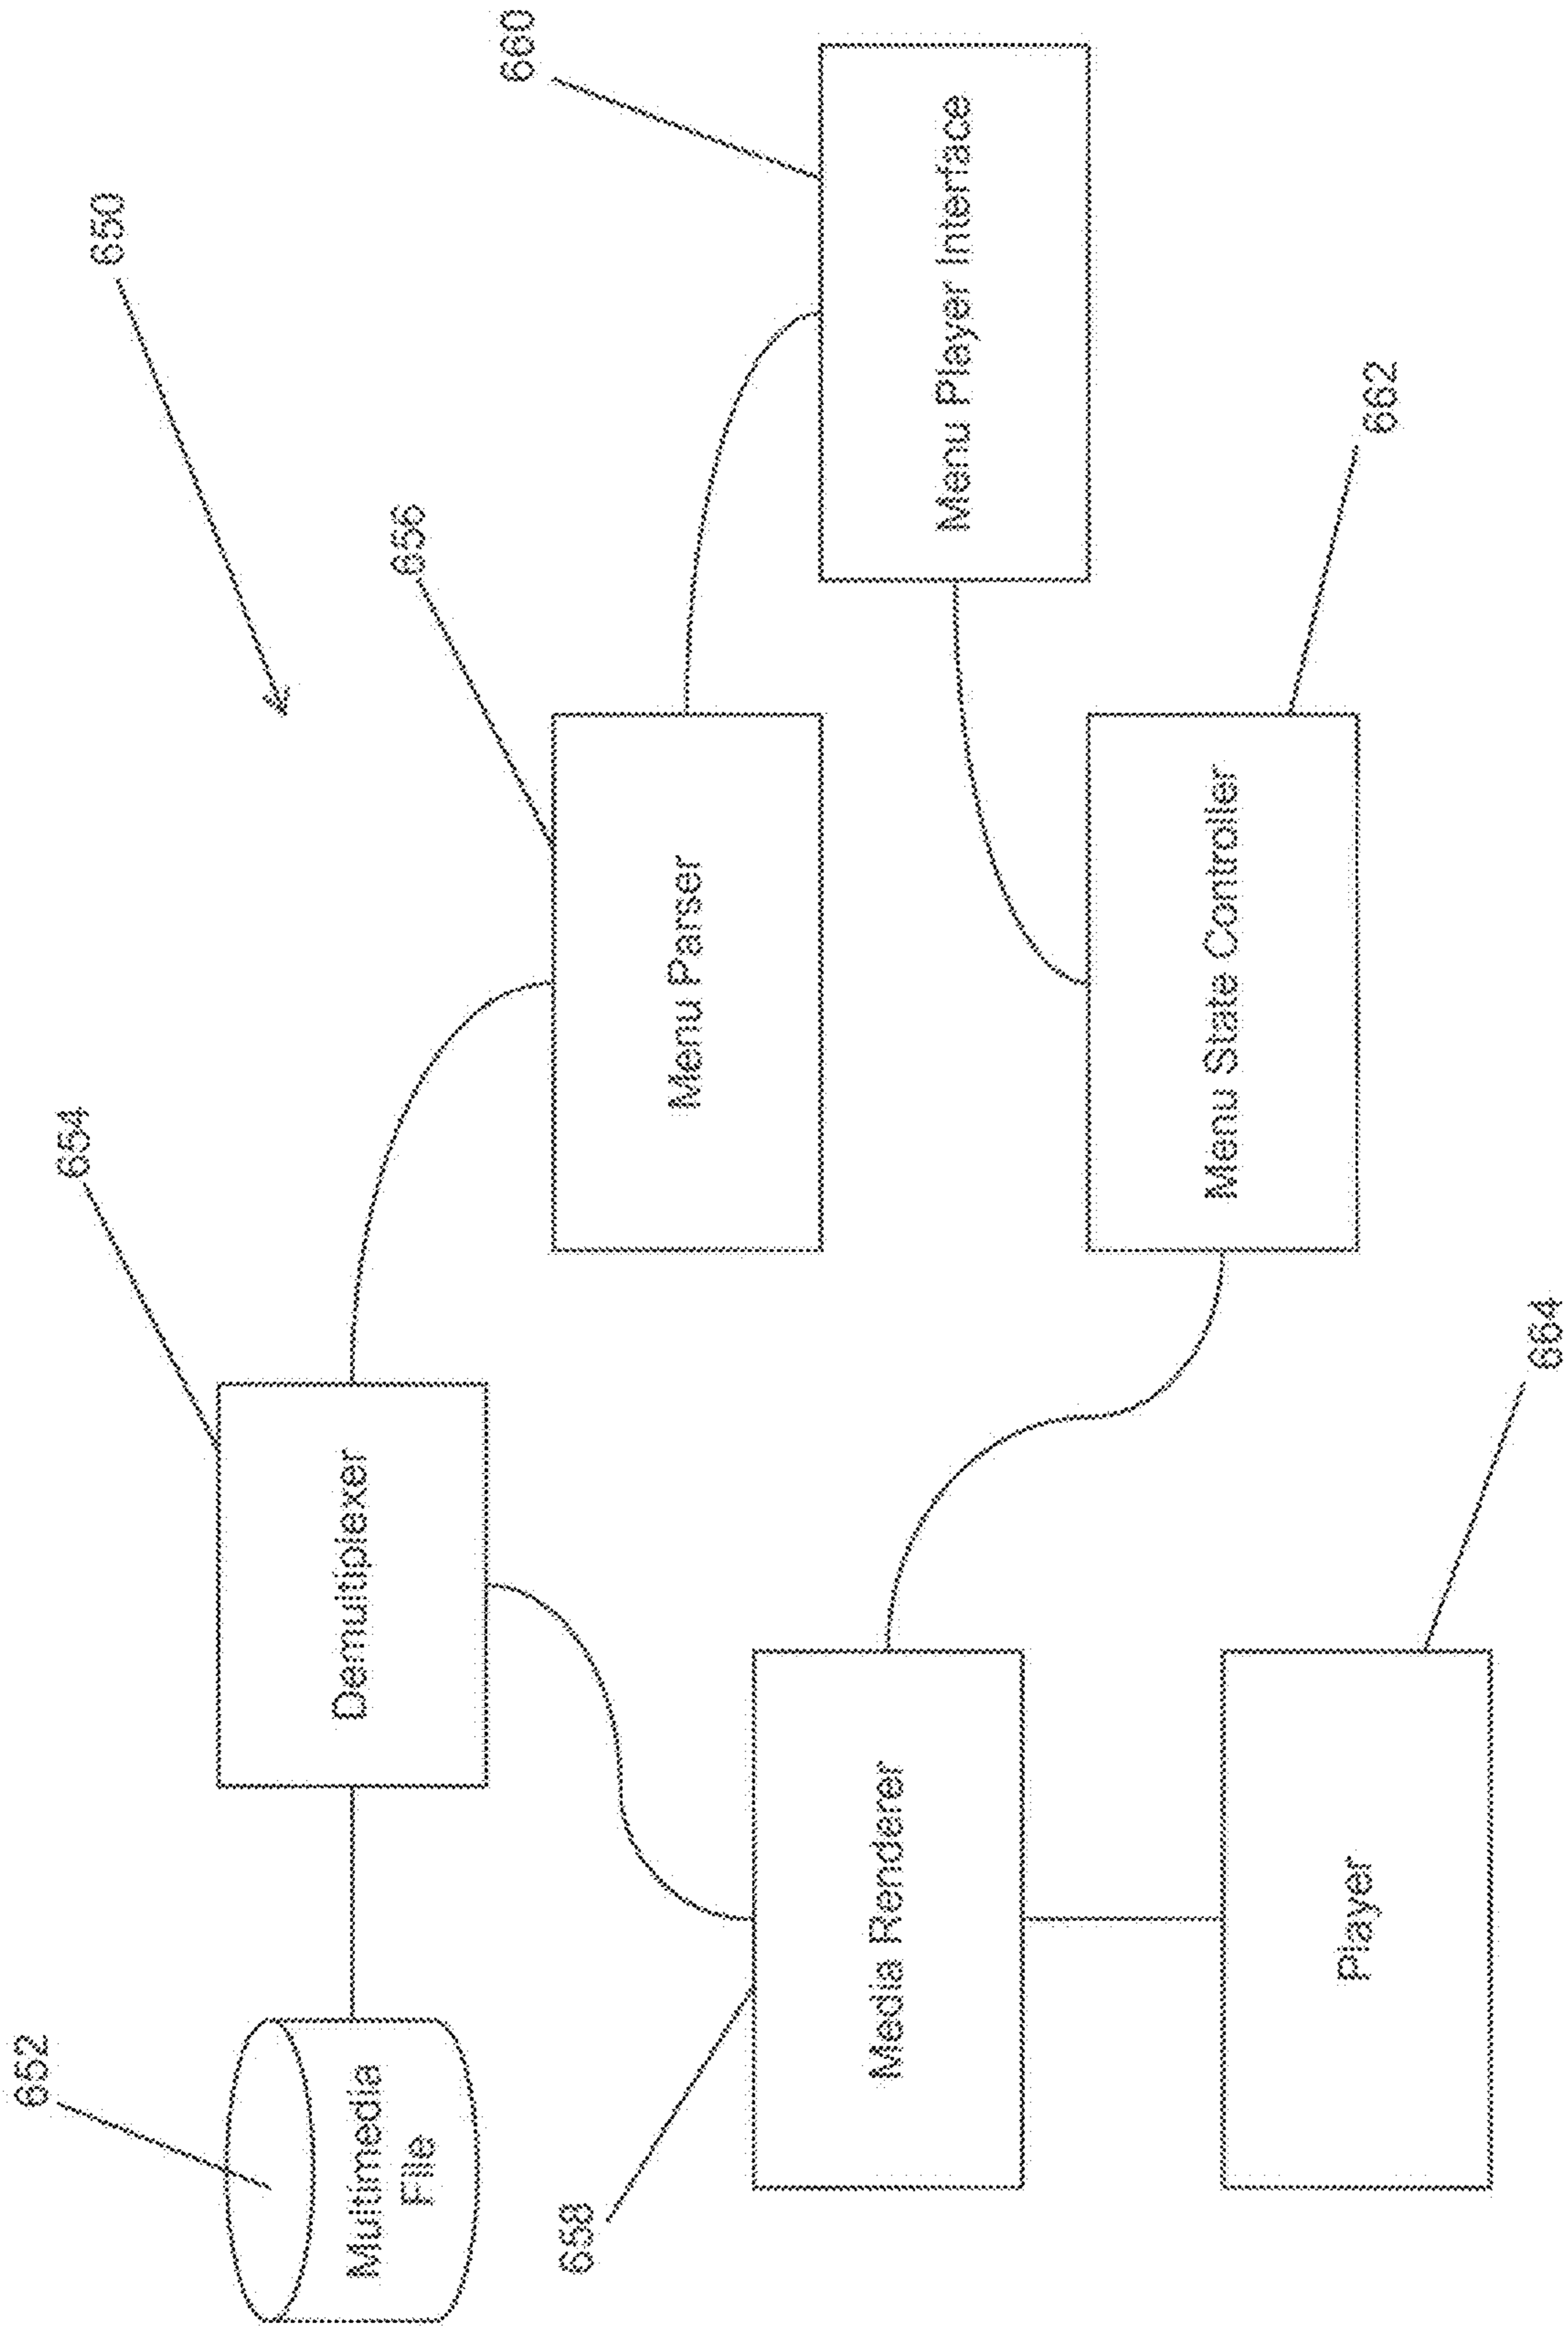 650
652
Multimedia
File
654
Demultiplexer
656
Menu Parser
660
Menu Player Interface
658
Media Renderer
662
Menu State Controller
664
Player